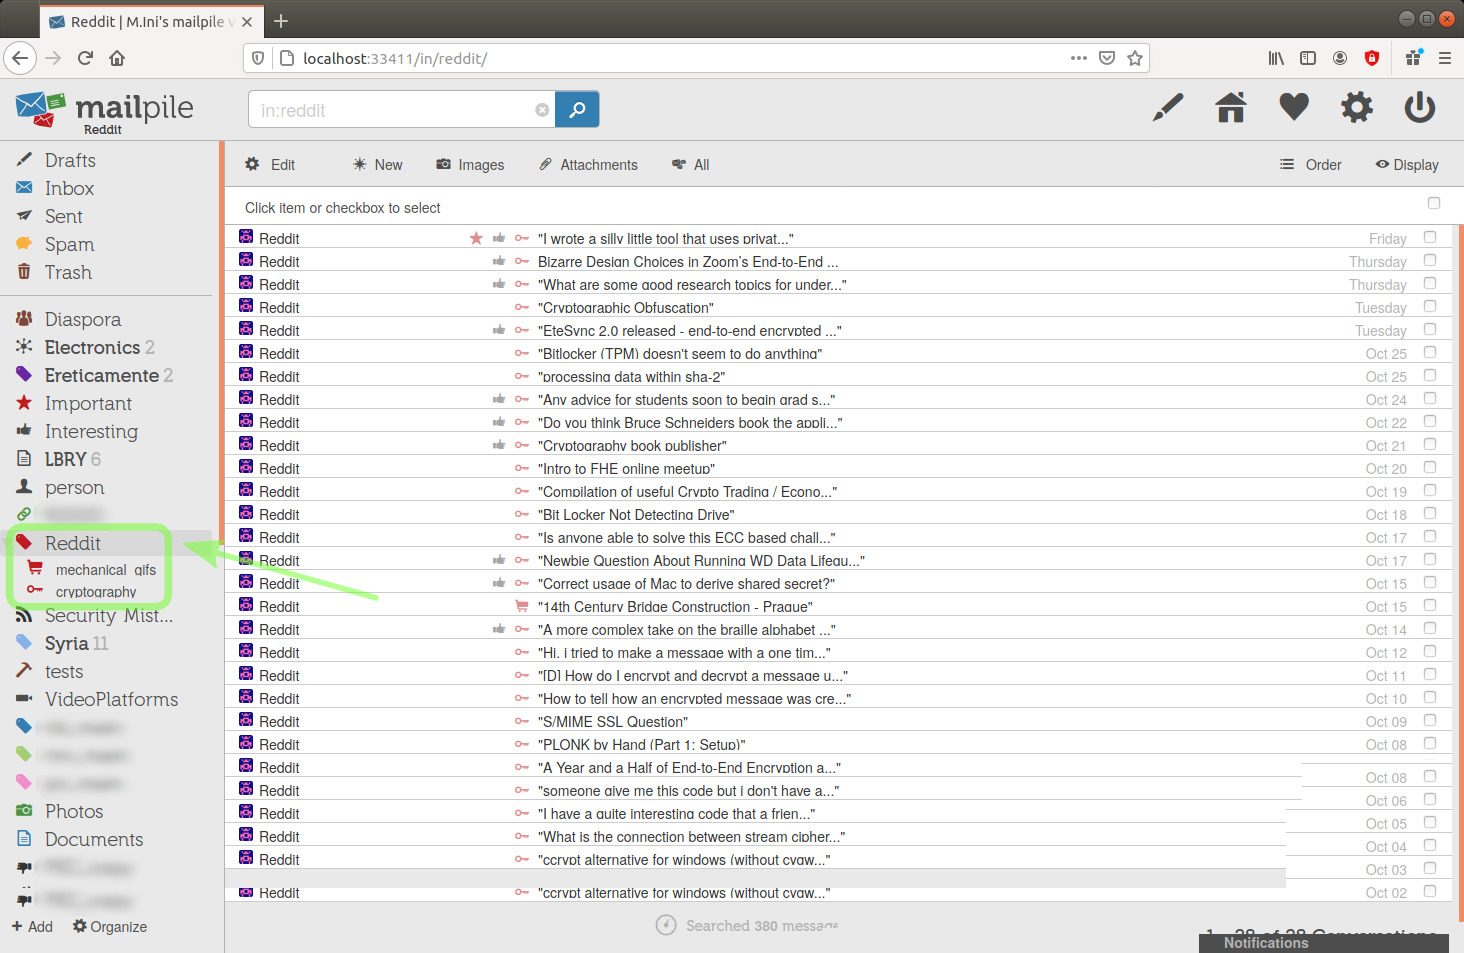 Reddit | M.Ini's mailpile v
localhost:33411/in/reddit/
mailpile
Reddit
in:reddit
Drafts
Inbox
Sent
Spam
Trash
Diaspora
Electronics 2
Ereticamente 2
Important
Interesting
LBRY 6
person
Reddit
mechanical_gifs
cryptography
Security Mist...
Syria 11
tests
VideoPlatforms
Photos
Documents
+ Add Organize
Edit New Images Attachments All Order Display
Click item or checkbox to select
Reddit "I wrote a silly little tool that uses privat..." Friday
Reddit Bizarre Design Choices in Zoom's End-to-End ... Thursday
Reddit "What are some good research topics for under..." Thursday
Reddit "Cryptographic Obfuscation" Tuesday
Reddit "EteSync 2.0 released - end-to-end encrypted ..." Tuesday
Reddit "Bitlocker (TPM) doesn't seem to do anything" Oct 25
Reddit "processing data within sha-2" Oct 25
Reddit "Any advice for students soon to begin grad s..." Oct 24
Reddit "Do you think Bruce Schneiders book the appli..." Oct 22
Reddit "Cryptography book publisher" Oct 21
Reddit "Intro to FHE online meetup" Oct 20
Reddit "Compilation of useful Crypto Trading / Econo..." Oct 19
Reddit "Bit Locker Not Detecting Drive" Oct 18
Reddit "Is anyone able to solve this ECC based chall..." Oct 17
Reddit "Newbie Question About Running WD Data Lifegu..." Oct 17
Reddit "Correct usage of Mac to derive shared secret?" Oct 15
Reddit "14th Century Bridge Construction - Prague" Oct 15
Reddit "A more complex take on the braille alphabet ..." Oct 14
Reddit "Hi, i tried to make a message with a one tim..." Oct 12
Reddit "[D] How do I encrypt and decrypt a message u..." Oct 11
Reddit "How to tell how an encrypted message was cre..." Oct 10
Reddit "S/MIME SSL Question" Oct 09
Reddit "PLONK by Hand (Part 1: Setup)" Oct 08
Reddit "A Year and a Half of End-to-End Encryption a..." Oct 08
Reddit "someone give me this code but i don't have a..." Oct 06
Reddit "I have a quite interesting code that a frien..." Oct 05
Reddit "What is the connection between stream cipher..." Oct 04
Reddit "ccrypt alternative for windows (without cygw..." Oct 03
Reddit "ccrypt alternative for windows (without cygw..." Oct 02
Searched 380 message
1 - 28 of 28 Conversations
Notifications